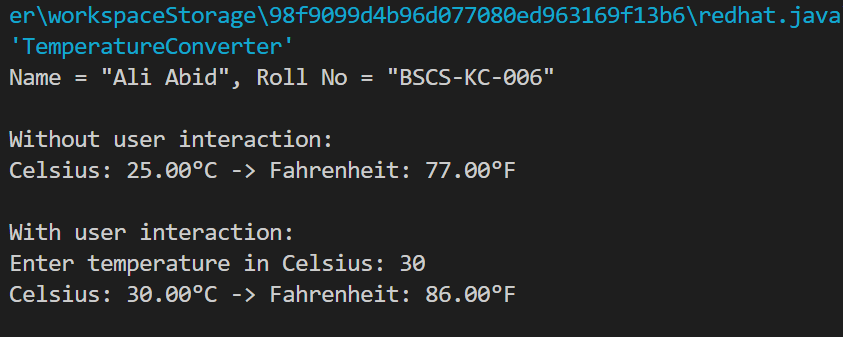 er\workspaceStorage\98f9099d4b96d077080ed963169f13b6\redhat.java
'TemperatureConverter'
Name = "Ali Abid", Roll No = "BSCS-KC-006"
Without user interaction:
Celsius: 25.00°C -> Fahrenheit: 77.00°F
With user interaction:
Enter temperature in Celsius: 30
Celsius: 30.00°C -> Fahrenheit: 86.00°F